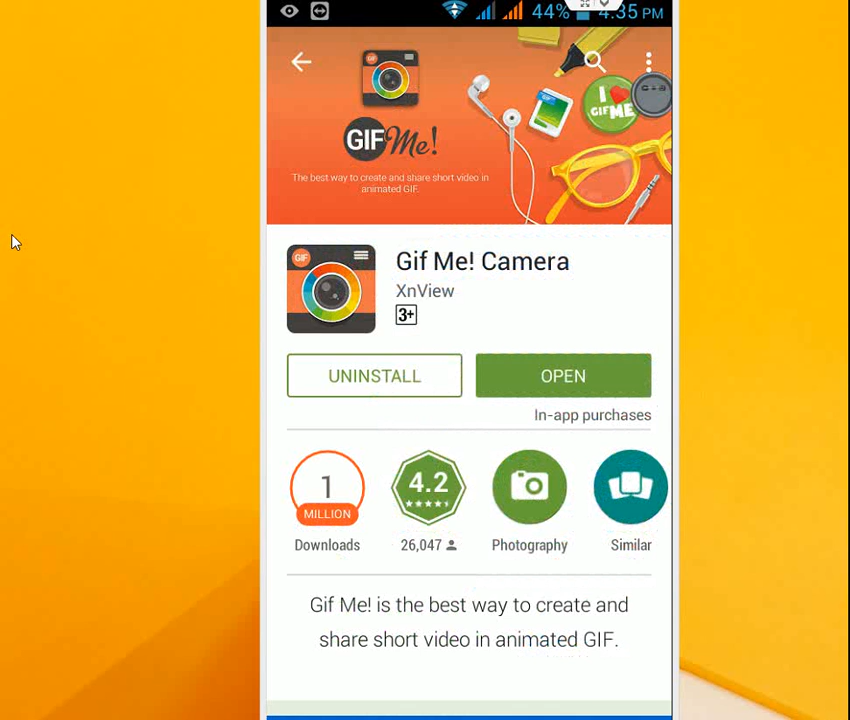 44% 4:35 PM
GIF
I
GIF ME!
GIF Me!
The best way to create and share short video in
animated GIF.
GIF
Gif Me! Camera
XnView
3+
UNINSTALL
OPEN
In-app purchases
1
MILLION
4.2
Downloads
26,047
Photography
Similar
Gif Me! is the best way to create and
share short video in animated GIF.